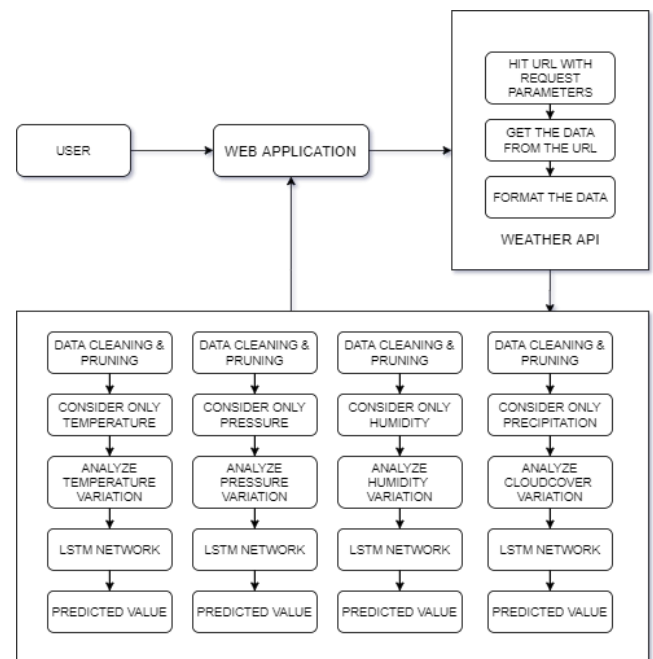 HIT URL WITH
REQUEST
PARAMETERS
USER
WEB APPLICATION
GET THE DATA
FROM THE URL
FORMAT THE DATA
WEATHER API
DATA CLEANING &
PRUNING
CONSIDER ONLY
TEMPERATURE
ANALYZE
TEMPERATURE
VARIATION
LSTM NETWORK
PREDICTED VALUE
DATA CLEANING &
PRUNING
CONSIDER ONLY
PRESSURE
ANALYZE
PRESSURE
VARIATION
LSTM NETWORK
PREDICTED VALUE
DATA CLEANING &
PRUNING
CONSIDER ONLY
HUMIDITY
ANALYZE
HUMIDITY
VARIATION
LSTM NETWORK
PREDICTED VALUE
DATA CLEANING &
PRUNING
CONSIDER ONLY
PRECIPITATION
ANALYZE
CLOUDCOVER
VARIATION
LSTM NETWORK
PREDICTED VALUE